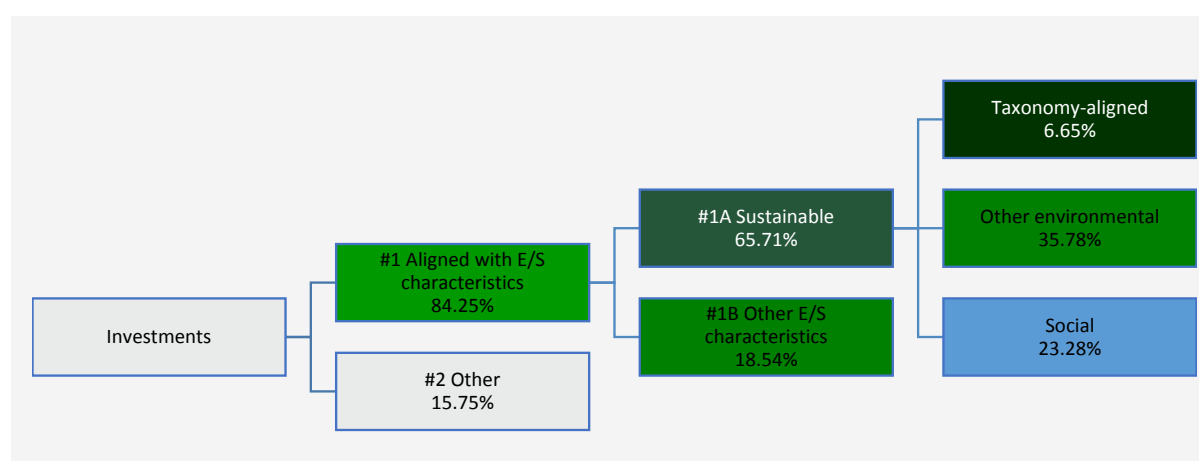 Investments
#1 Aligned with E/S
characteristics
84.25%
#2 Other
15.75%
#1A Sustainable
65.71%
#1B Other E/S
characteristics
18.54%
Taxonomy-aligned
6.65%
Other environmental
35.78%
Social
23.28%